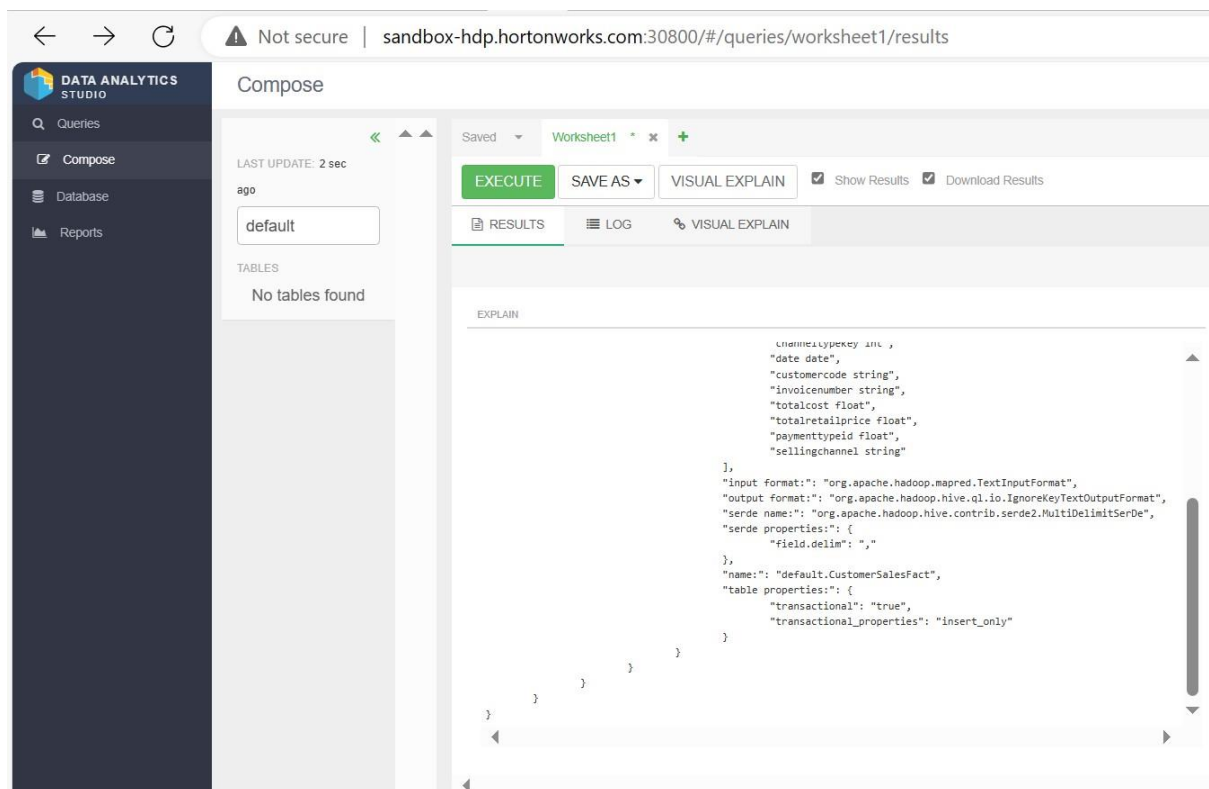 Not secure | sandbox-hdp.hortonworks.com:30800/#/queries/worksheet1/results
DATA ANALYTICS
STUDIO
Compose
Queries
Compose
Database
Reports
LAST UPDATE: 2 sec
ago
default
TABLES
No tables found
Saved
Worksheet1 *
EXECUTE
SAVE AS
VISUAL EXPLAIN
Show Results
Download Results
RESULTS
LOG
VISUAL EXPLAIN
EXPLAIN
"channeltypekey int",
"date date",
"customercode string",
"invoicenumber string",
"totalcost float",
"totalretailprice float",
"paymenttypeid float",
"sellingchannel string"
],
"input format:": "org.apache.hadoop.mapred.TextInputFormat",
"output format:": "org.apache.hadoop.hive.ql.io.IgnoreKeyTextOutputFormat",
"serde name:": "org.apache.hadoop.hive.contrib.serde2.MultiDelimitSerDe",
"serde properties:": {
"field.delim": ","
},
"name:": "default.CustomerSalesFact",
"table properties:": {
"transactional": "true",
"transactional_properties": "insert_only"
}
}
}
}
}
}